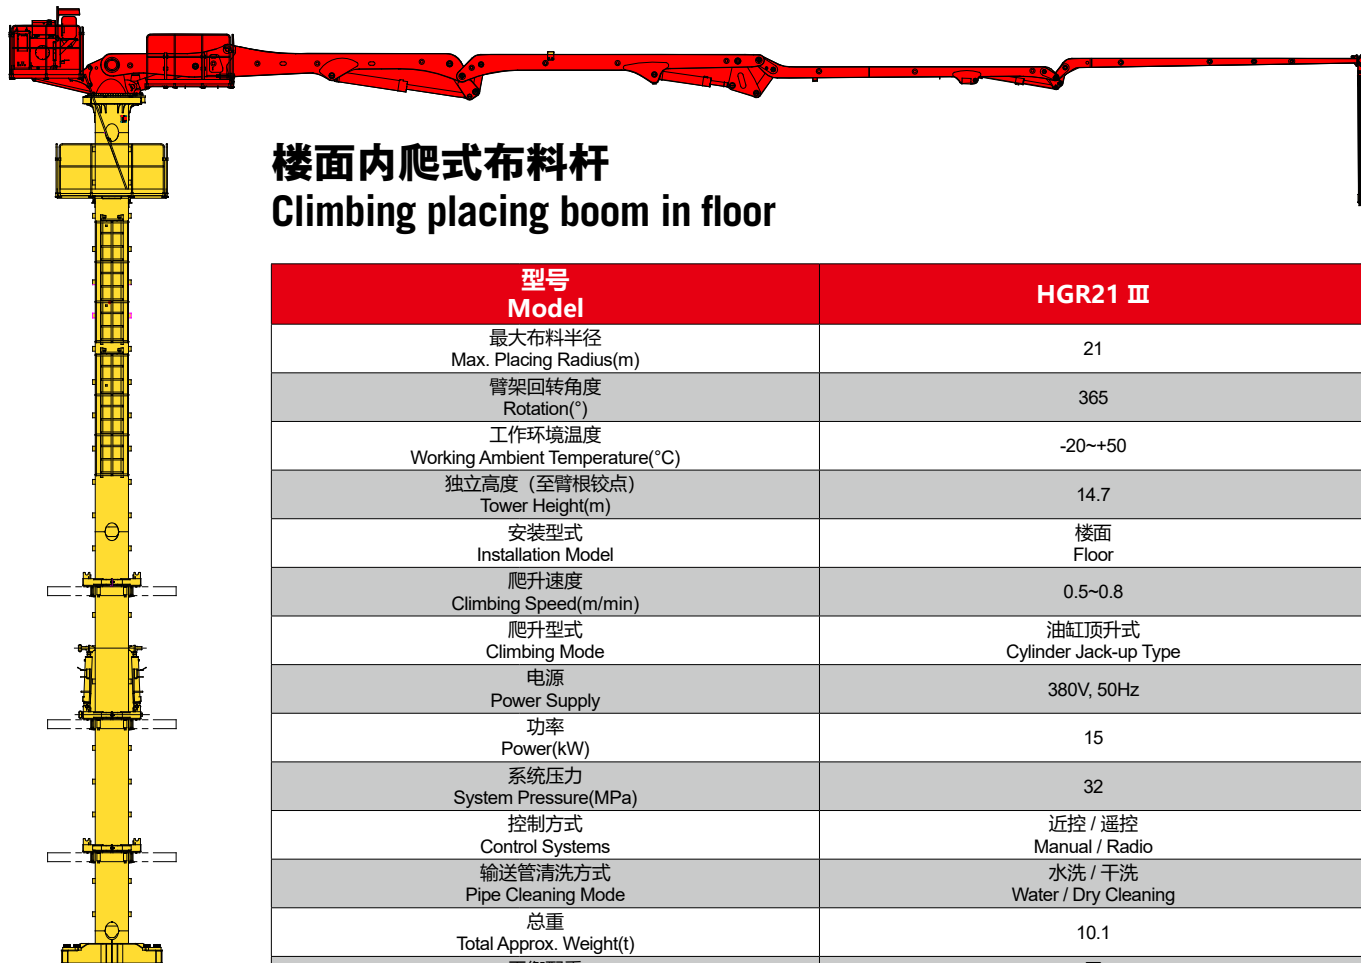 楼面内爬式布料杆
Climbing placing boom in floor
型号
Model
HGR21 Ⅲ
最大布料半径
Max. Placing Radius(m)
21
臂架回转角度
Rotation(°)
365
工作环境温度
Working Ambient Temperature(°C)
-20~+50
独立高度（至臂根铰点）
Tower Height(m)
14.7
安装型式
Installation Model
楼面
Floor
爬升速度
Climbing Speed(m/min)
0.5~0.8
爬升型式
Climbing Mode
油缸顶升式
Cylinder Jack-up Type
电源
Power Supply
380V, 50Hz
功率
Power(kW)
15
系统压力
System Pressure(MPa)
32
控制方式
Control Systems
近控 / 遥控
Manual / Radio
输送管清洗方式
Pipe Cleaning Mode
水洗 / 干洗
Water / Dry Cleaning
总重
Total Approx. Weight(t)
10.1